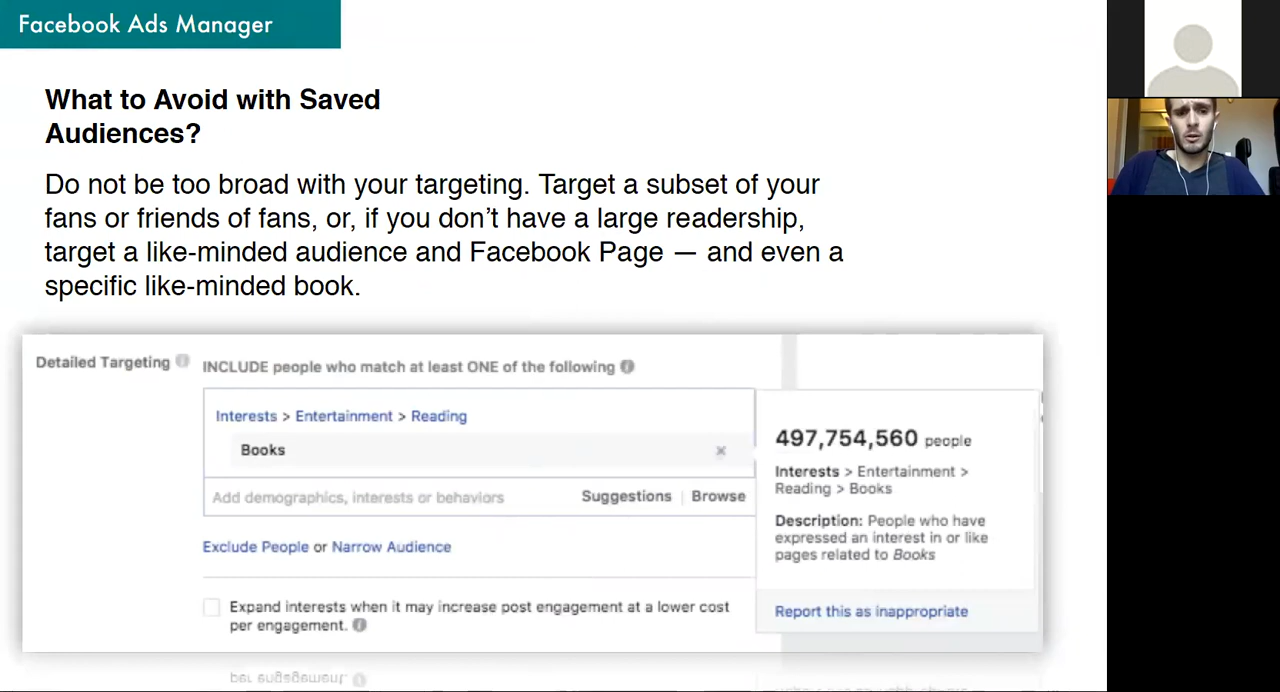 Facebook Ads Manager
What to Avoid with Saved
Audiences?
Do not be too broad with your targeting. Target a subset of your
fans or friends of fans, or, if you don’t have a large readership,
target a like-minded audience and Facebook Page — and even a
specific like-minded book.
Detailed Targeting
INCLUDE people who match at least ONE of the following
Interests > Entertainment > Reading
Books
Add demographics, interests or behaviors Suggestions | Browse
Exclude People or Narrow Audience
Expand interests when it may increase post engagement at a lower cost
per engagement.
497,754,560 people
Interests > Entertainment >
Reading > Books
Description: People who have
expressed an interest in or like
pages related to Books
Report this as inappropriate